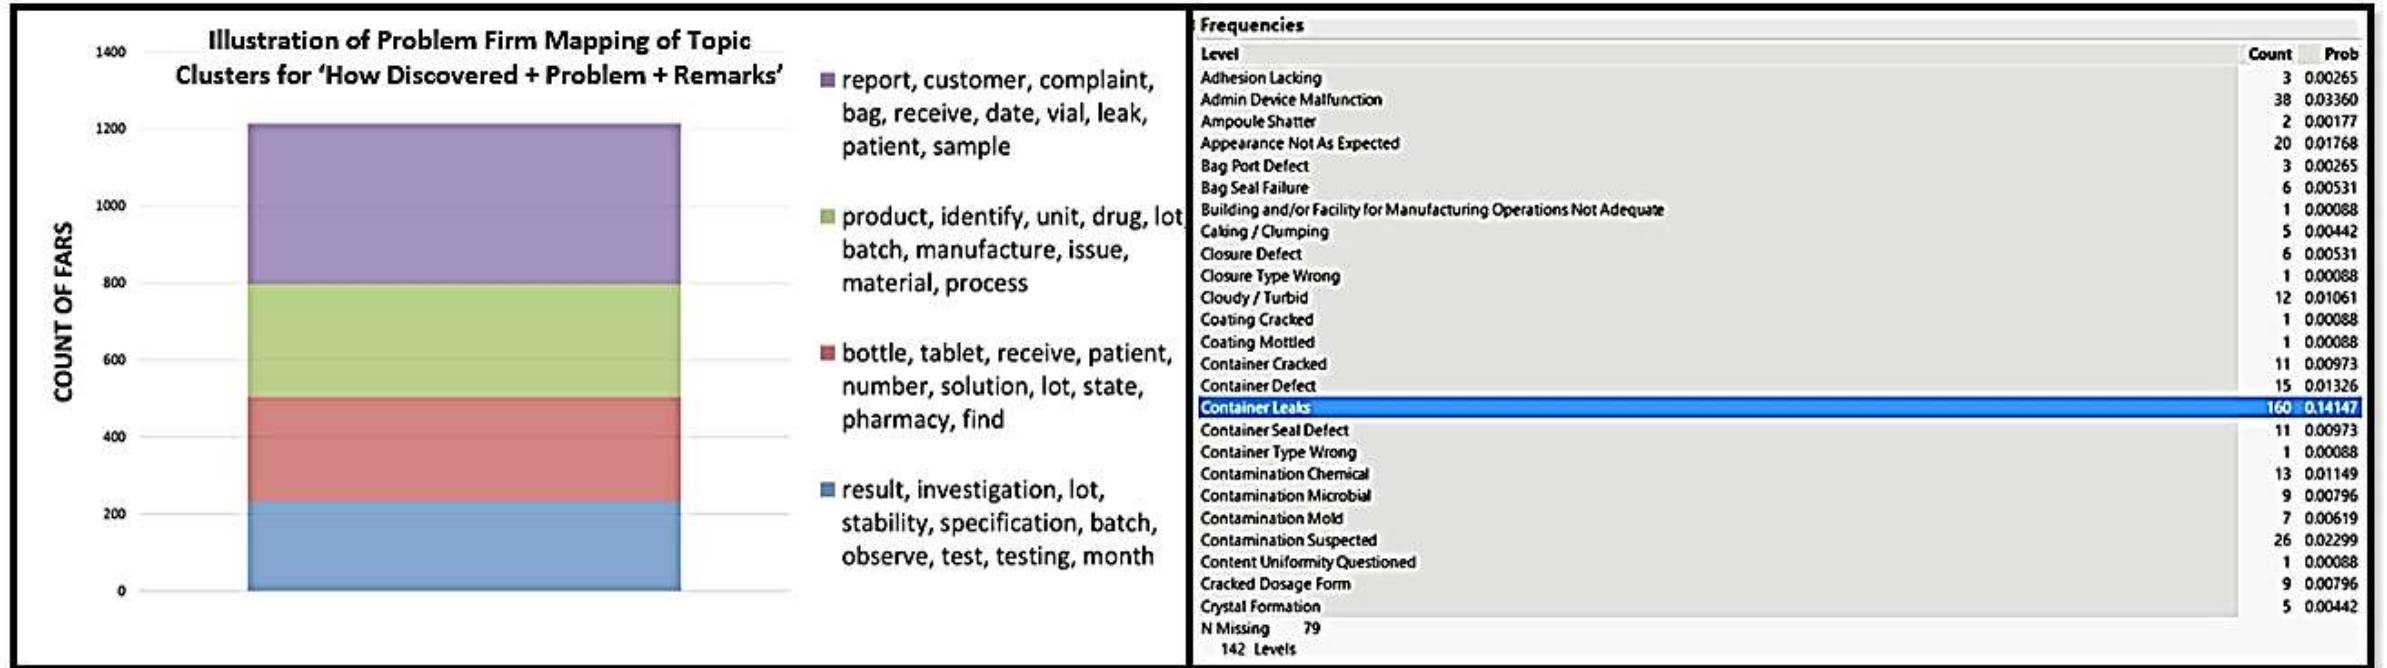 Illustration of Problem Firm Mapping of Topic
Clusters for ‘How Discovered + Problem + Remarks’
COUNT OF FARS
1400
1200
1000
800
600
400
200
0
report, customer, complaint,
bag, receive, date, vial, leak,
patient, sample
product, identify, unit, drug, lot,
batch, manufacture, issue,
material, process
bottle, tablet, receive, patient,
number, solution, lot, state,
pharmacy, find
result, investigation, lot,
stability, specification, batch,
observe, test, testing, month
Frequencies
Level Count Prob
Adhesion Lacking 3 0.00265
Admin Device Malfunction 38 0.03360
Ampoule Shatter 2 0.00177
Appearance Not As Expected 20 0.01768
Bag Port Defect 3 0.00265
Bag Seal Failure 6 0.00531
Building and/or Facility for Manufacturing Operations Not Adequate 1 0.00088
Caking / Clumping 5 0.00442
Closure Defect 6 0.00531
Closure Type Wrong 1 0.00088
Cloudy / Turbid 12 0.01061
Coating Cracked 1 0.00088
Coating Mottled 1 0.00088
Container Cracked 11 0.00973
Container Defect 15 0.01326
Container Leaks 160 0.14147
Container Seal Defect 11 0.00973
Container Type Wrong 1 0.00088
Contamination Chemical 13 0.01149
Contamination Microbial 9 0.00796
Contamination Mold 7 0.00619
Contamination Suspected 26 0.02299
Content Uniformity Questioned 1 0.00088
Cracked Dosage Form 9 0.00796
Crystal Formation 5 0.00442
N Missing 79
142 Levels